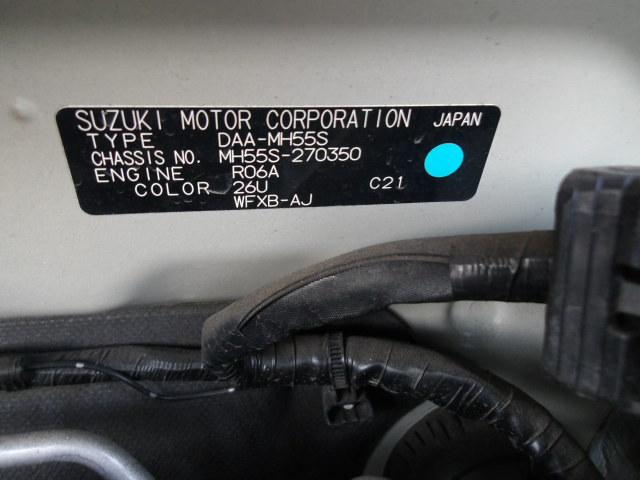 SUZUKI MOTOR CORPORATION JAPAN
TYPE DAA-MH55S
CHASSIS NO. MH55S-270350
ENGINE R06A
COLOR 26U C21
WFXB-AJ